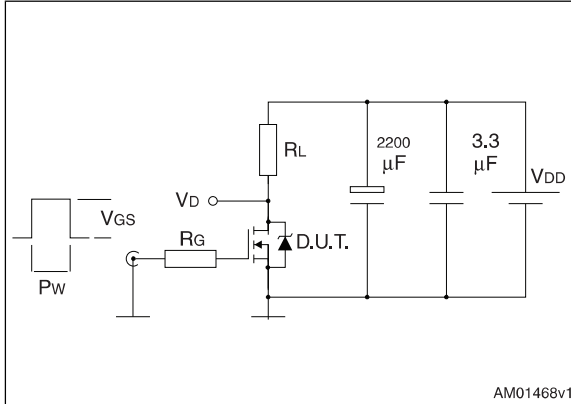 RL
2200
μF
3.3
μF
VDD
VD
VGS
RG
D.U.T.
PW
AM01468v1